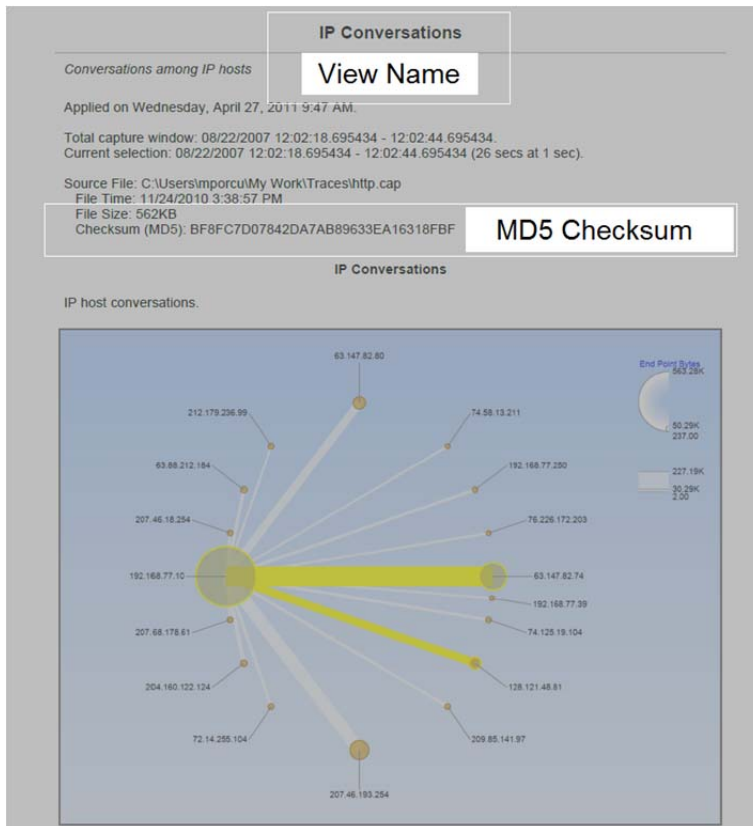 IP Conversations
View Name
Conversations among IP hosts
Applied on Wednesday, April 27, 2011 9:47 AM.
Total capture window: 08/22/2007 12:02:18.695434 - 12:02:44.695434.
Current selection: 08/22/2007 12:02:18.695434 - 12:02:44.695434 (26 secs at 1 sec).
Source File: C:\Users\mporcu\My Work\Traces\http.cap
File Time: 11/24/2010 3:38:57 PM
File Size: 562KB
Checksum (MD5): BF8FC7D07842DA7AB89633EA16318FBF
MD5 Checksum
IP Conversations
IP host conversations.
63.147.82.80
End Point Bytes
563.28K
212.179.236.99
74.58.13.211
50.29K
237.00
63.88.212.184
192.168.77.250
227.19K
30.29K
2.00
207.46.18.254
76.226.172.203
192.168.77.10
63.147.82.74
192.168.77.39
207.68.178.61
74.125.19.104
204.160.122.124
128.121.48.81
72.14.255.104
209.85.141.97
207.46.193.254